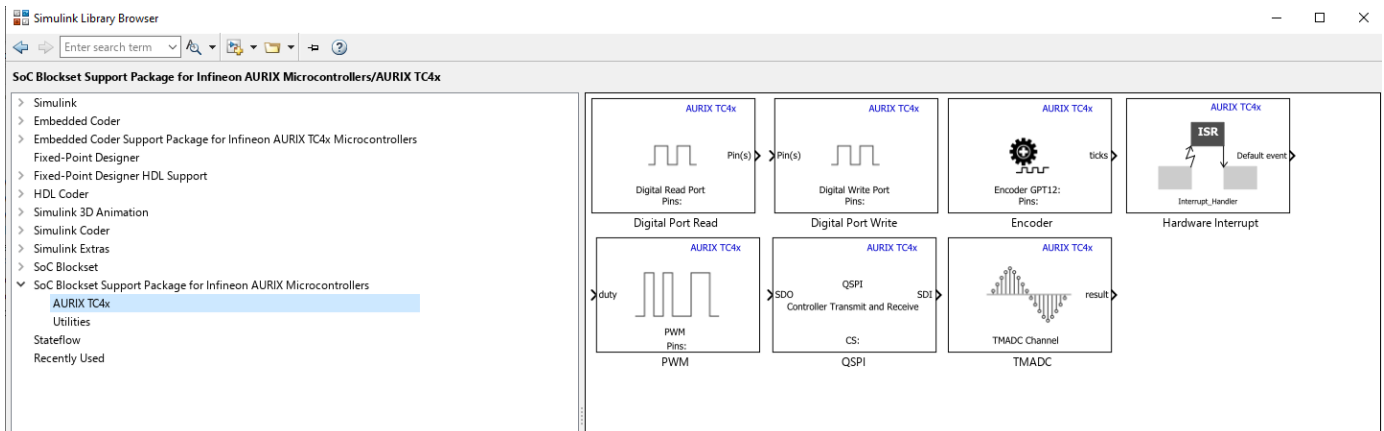 Simulink Library Browser
Enter search term
SoC Blockset Support Package for Infineon AURIX Microcontrollers/AURIX TC4x
Simulink
Embedded Coder
Embedded Coder Support Package for Infineon AURIX TC4x Microcontrollers
Fixed-Point Designer
Fixed-Point Designer HDL Support
HDL Coder
Simulink 3D Animation
Simulink Coder
Simulink Extras
SoC Blockset
SoC Blockset Support Package for Infineon AURIX Microcontrollers
AURIX TC4x
Utilities
Stateflow
Recently Used
AURIX TC4x
Pin(s)
Digital Read Port
Pins:
Digital Port Read
AURIX TC4x
Pin(s)
Digital Write Port
Pins:
Digital Port Write
AURIX TC4x
ticks
Encoder GPT12:
Pins:
Encoder
AURIX TC4x
ISR
Default event
Interrupt_Handler
Hardware Interrupt
AURIX TC4x
duty
PWM
Pins:
PWM
AURIX TC4x
QSPI
SDO
SDI
Controller Transmit and Receive
CS:
QSPI
AURIX TC4x
result
TMADC Channel
TMADC